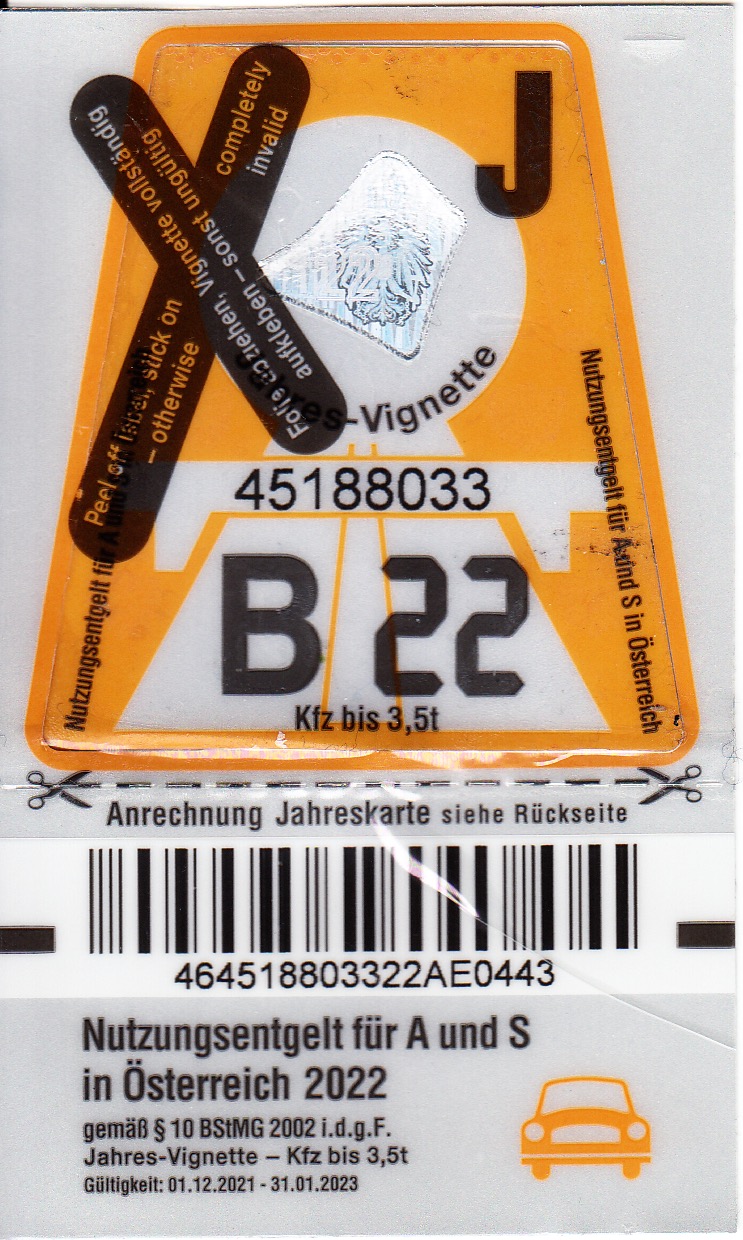 J
Folie abziehen, Vignette vollständig
aufkleben – sonst ungültig
Peel off label, stick on completely
– otherwise invalid
Jahres-Vignette
45188033
B 22
Kfz bis 3,5t
Nutzungsentgelt für A und S in Österreich
Nutzungsentgelt für A und S in Österreich
Anrechnung Jahreskarte siehe Rückseite
464518803322AE0443
Nutzungsentgelt für A und S
in Österreich 2022
gemäß § 10 BStMG 2002 i.d.g.F.
Jahres-Vignette – Kfz bis 3,5t
Gültigkeit: 01.12.2021 - 31.01.2023